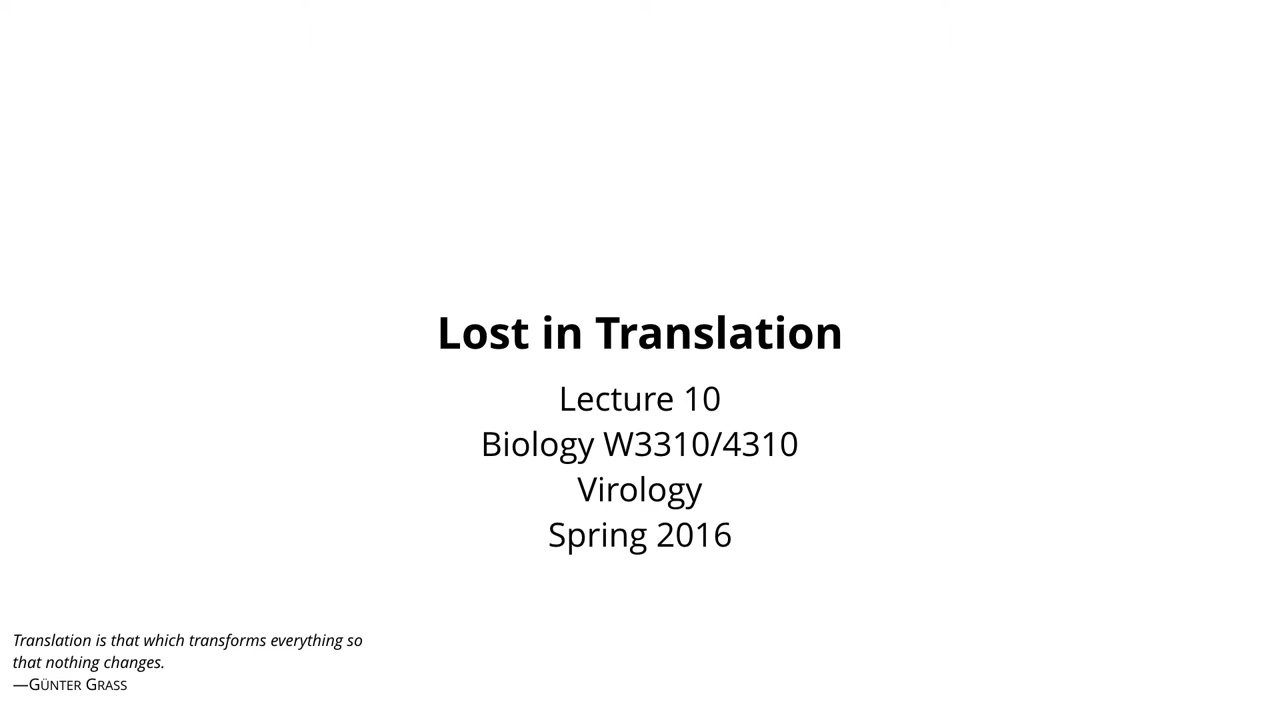 Lost in Translation
Lecture 10
Biology W3310/4310
Virology
Spring 2016
Translation is that which transforms everything so
that nothing changes.
—GÜNTER GRASS